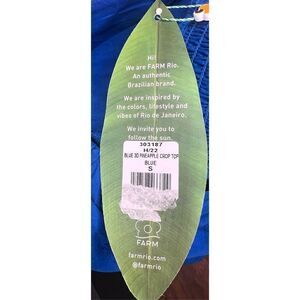 Hi!
We are FARM Rio.
An authentic
Brazilian brand.
We are inspired by
the colors, lifestyle and
vibes of Rio de Janeiro.
We invite you to
follow the sun.
303187
H/22
BLUE 3D PINEAPPLE CROP TOP
BLUE
S
FARM
farmrio.com
@farmrio